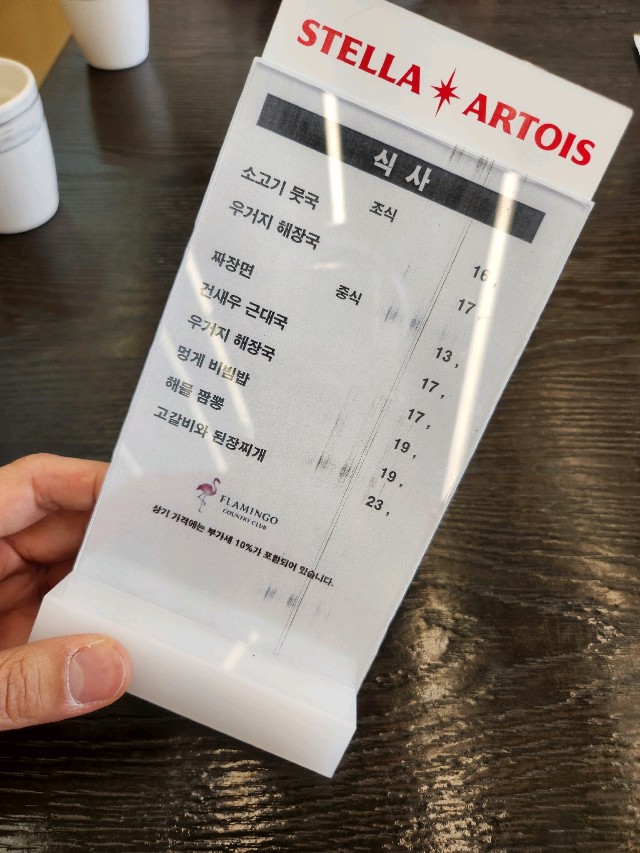 STELLA ARTOIS
식 사
조식
소고기 뭇국 16,
우거지 해장국 17,
중식
짜장면 13,
건새우 근대국 17,
우거지 해장국 17,
멍게 비빔밥 19,
해물 짬뽕 19,
고갈비와 된장찌개 23,
FLAMINGO
COUNTRY CLUB
상기 가격에는 부가세 10%가 포함되어 있습니다.